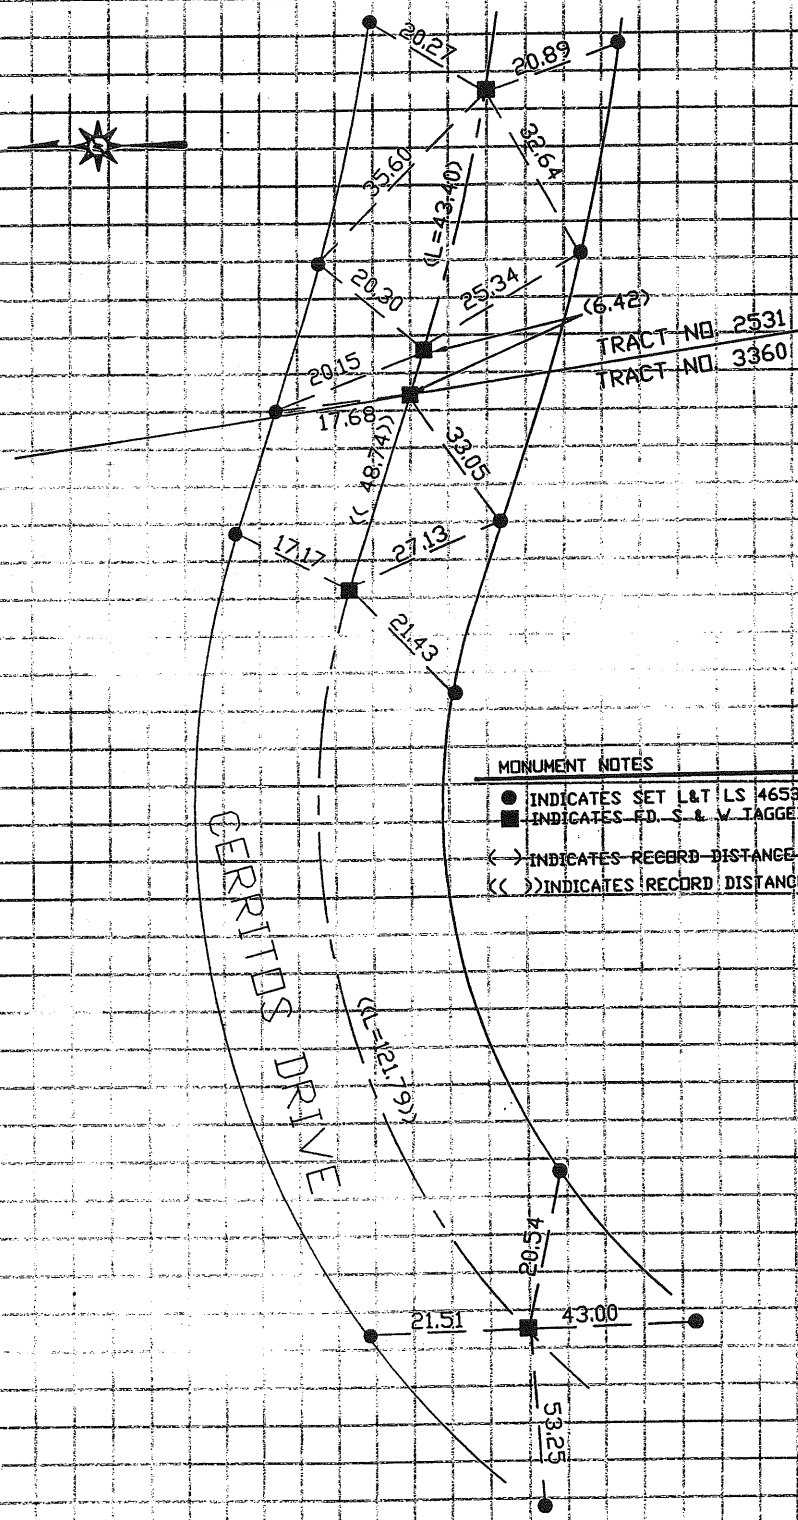 20.27
20.89
35.60
32.64
(L=43.40)
20.30
25.34
(6.42)
TRACT NO 2531
TRACT NO 3360
20.15
17.68
((48.74))
33.05
17.17
27.13
21.43
MONUMENT NOTES
INDICATES SET L&T LS 4653
INDICATES FD. S & W TAGGE
( ) INDICATES RECORD DISTANCE
(( ))INDICATES RECORD DISTANC
CERRITOS DRIVE
((L=121.79))
20.54
21.51
43.00
53.25